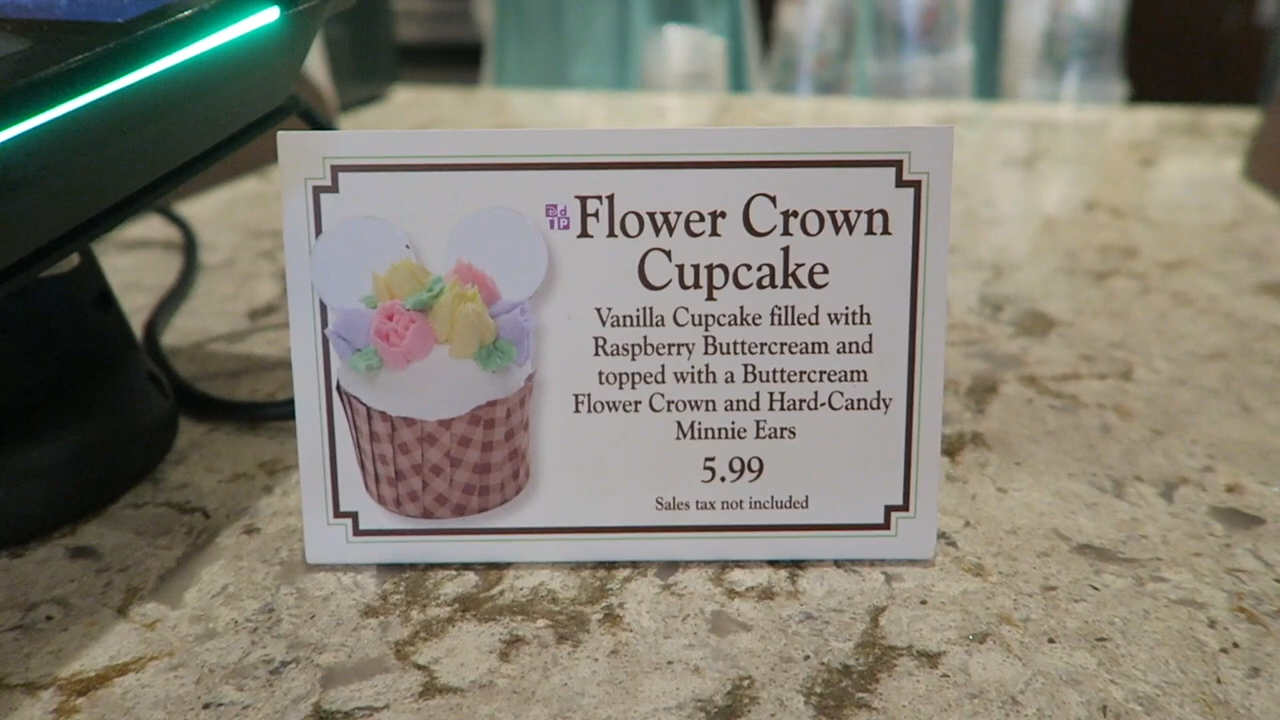 Flower Crown
Cupcake
Vanilla Cupcake filled with
Raspberry Buttercream and
topped with a Buttercream
Flower Crown and Hard-Candy
Minnie Ears
5.99
Sales tax not included